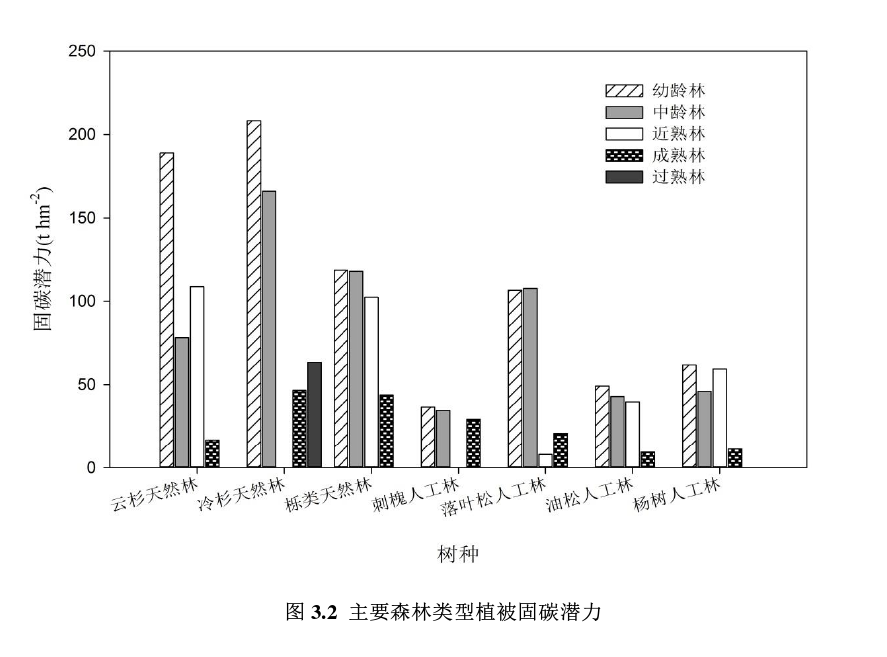 250
200
150
100
50
0
固碳潜力(t hm-2)
幼龄林
中龄林
近熟林
成熟林
过熟林
云杉天然林
冷杉天然林
栎类天然林
刺槐人工林
落叶松人工林
油松人工林
杨树人工林
树种
图 3.2 主要森林类型植被固碳潜力